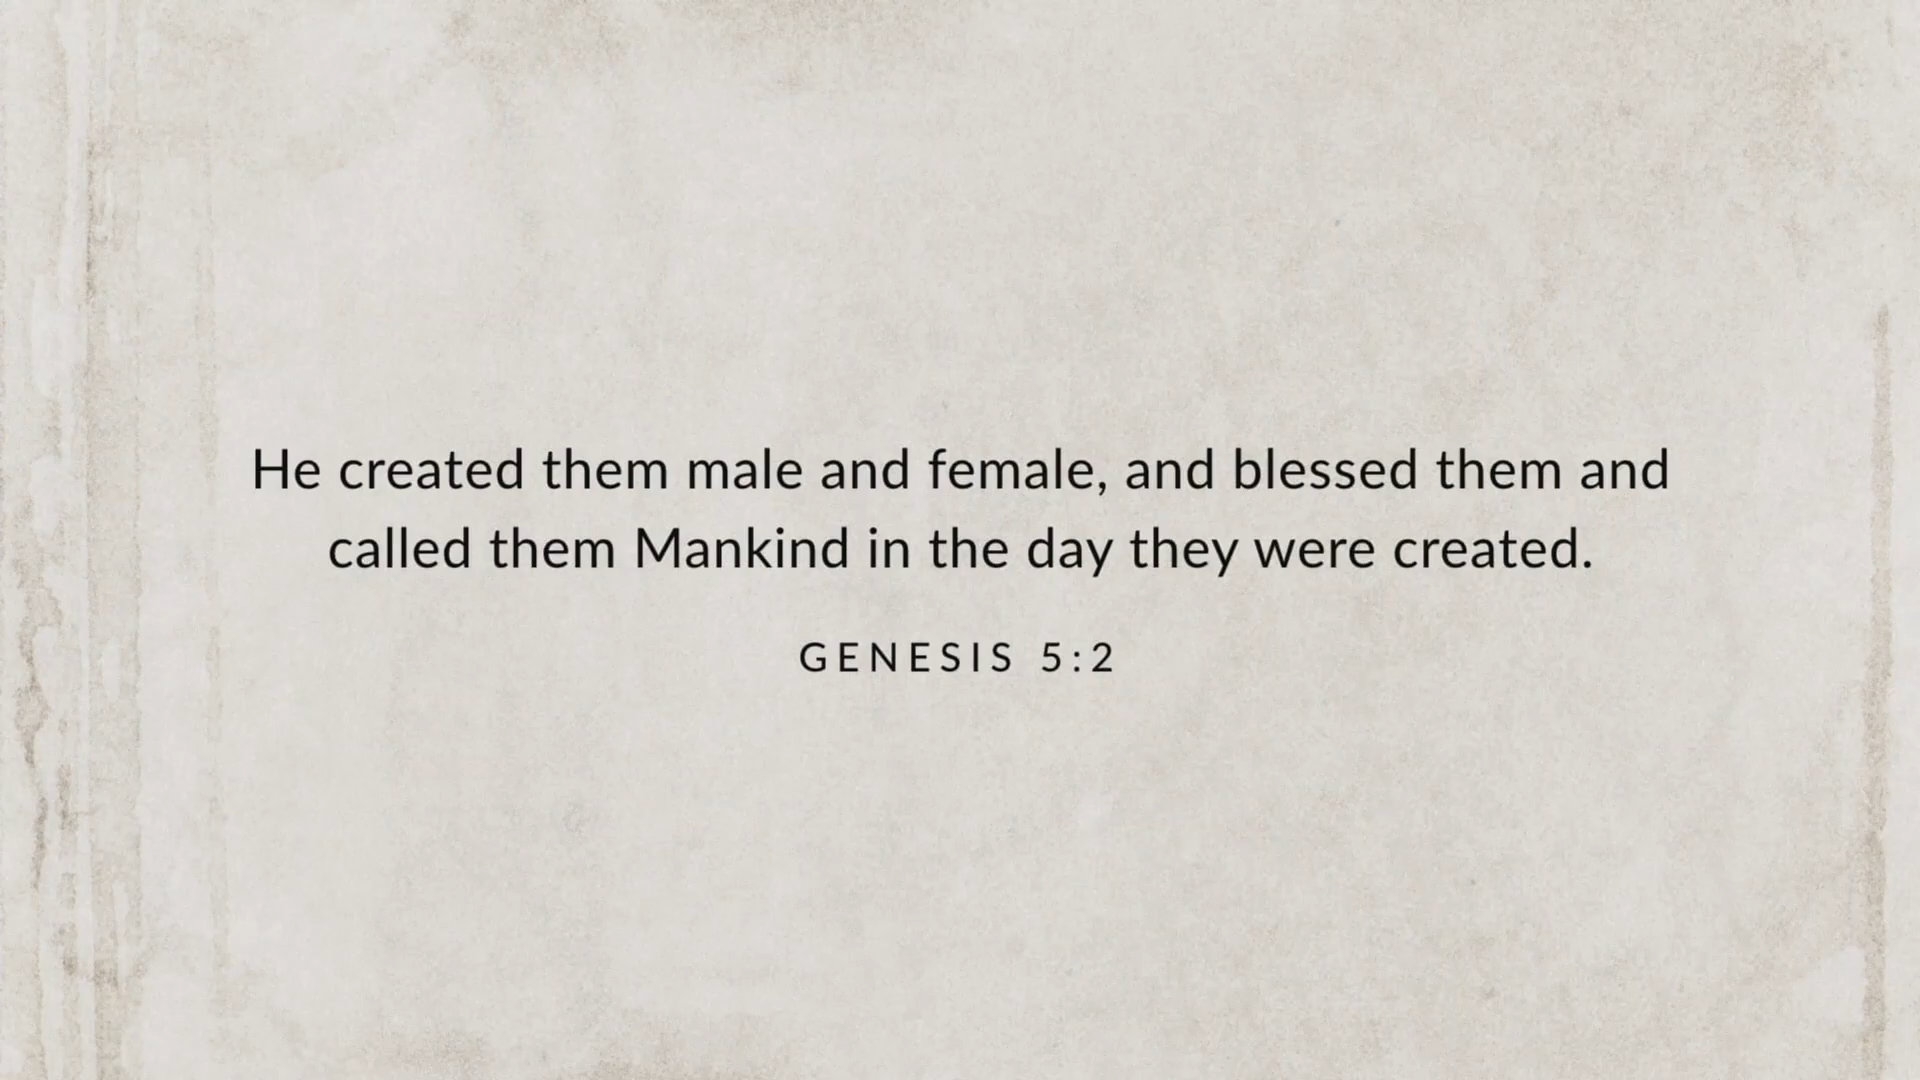 He created them male and female, and blessed them and
called them Mankind in the day they were created.
GENESIS 5:2